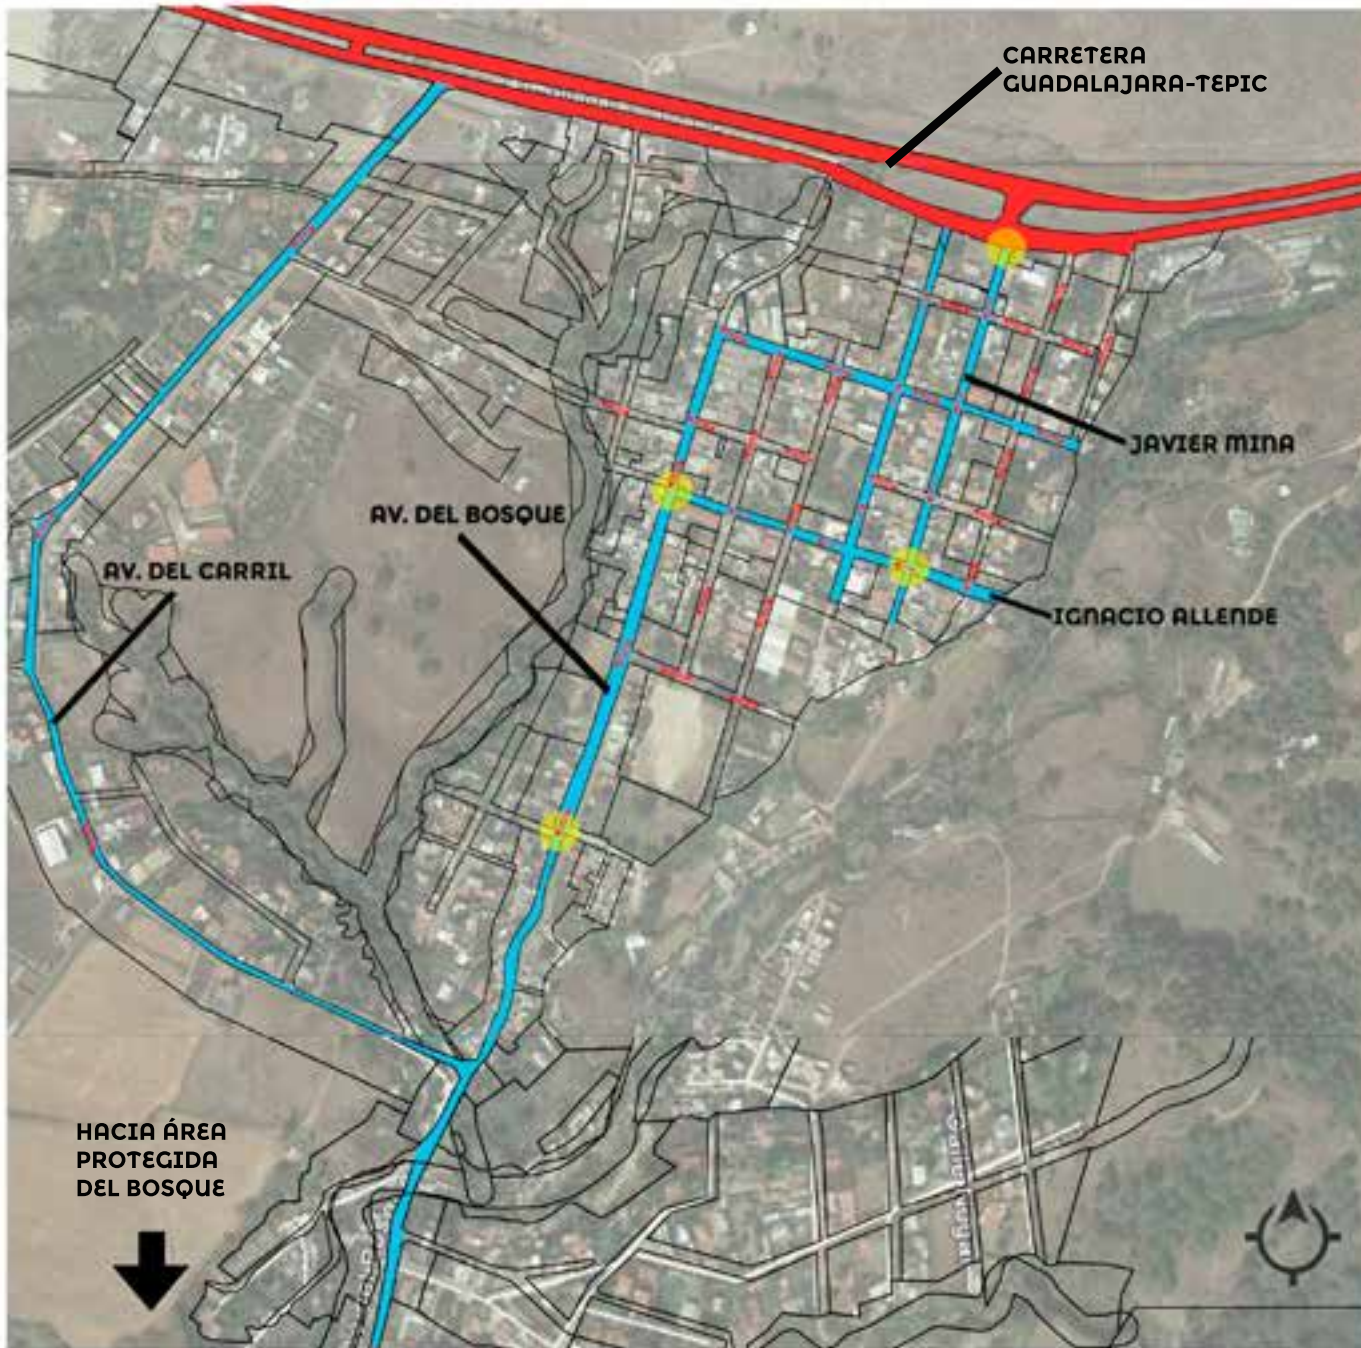 CARRETERA
GUADALAJARA-TEPIC
JAVIER MINA
AV. DEL BOSQUE
AV. DEL CARRIL
IGNACIO ALLENDE
HACIA ÁREA
PROTEGIDA
DEL BOSQUE